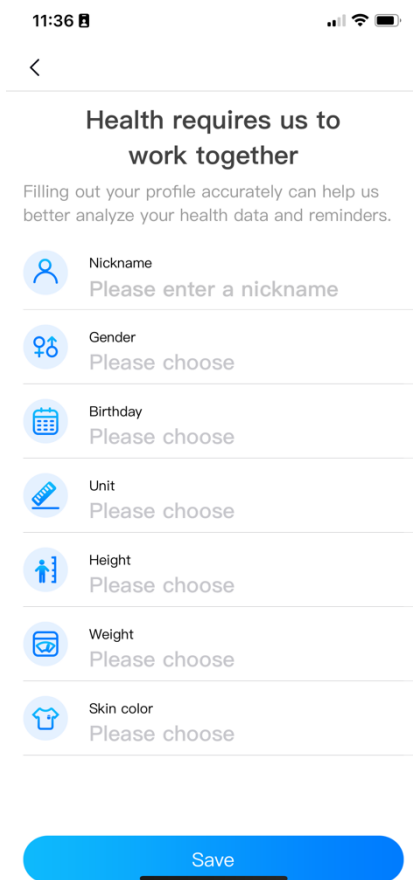 11:36
Health requires us to
work together
Filling out your profile accurately can help us
better analyze your health data and reminders.
Nickname
Please enter a nickname
Gender
Please choose
Birthday
Please choose
Unit
Please choose
Height
Please choose
Weight
Please choose
Skin color
Please choose
Save